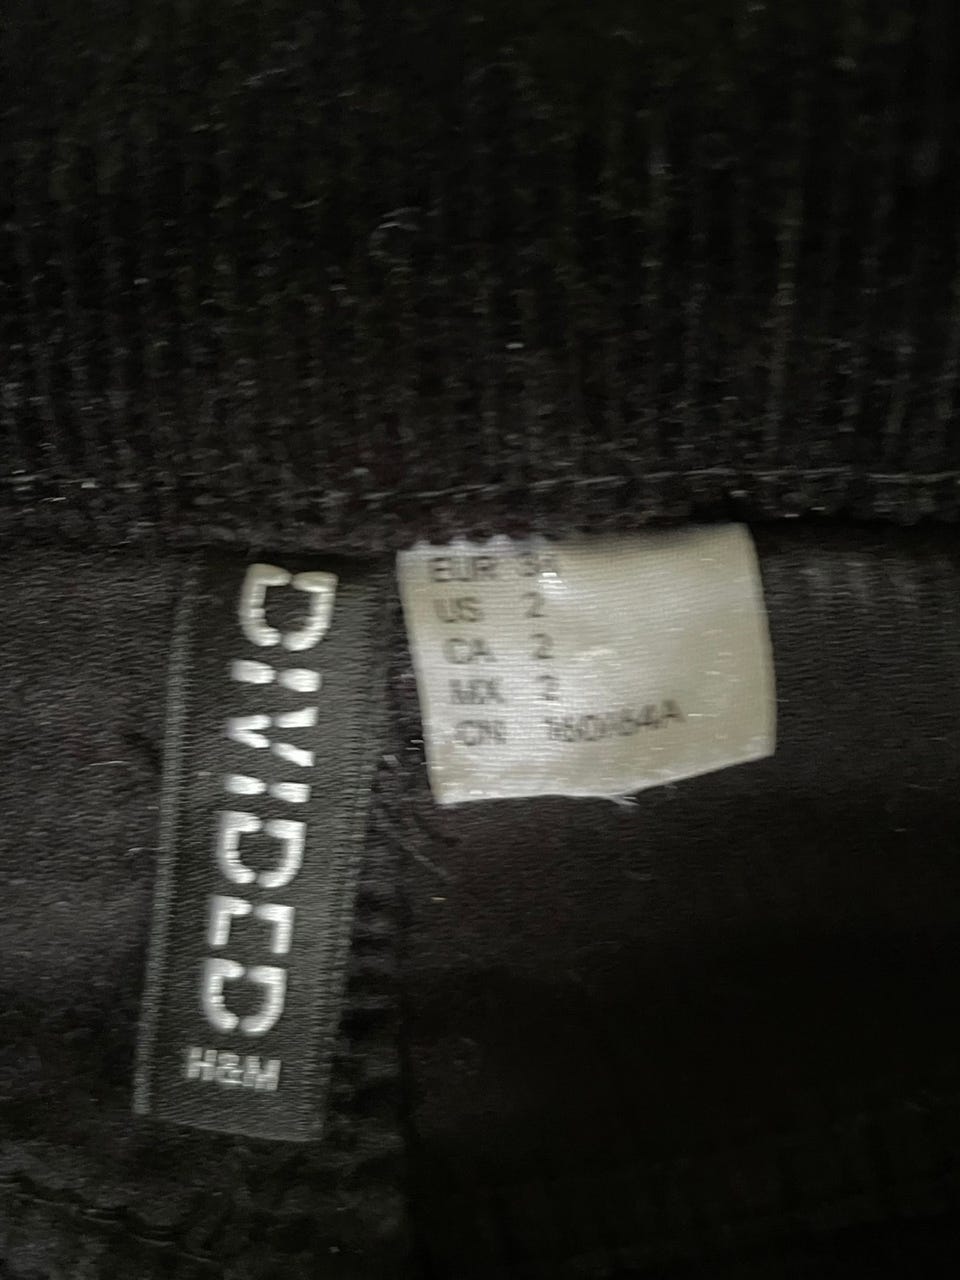 DIVIDED
H&M
EUR
US 2
CA 2
MX 2
CN 160/64A